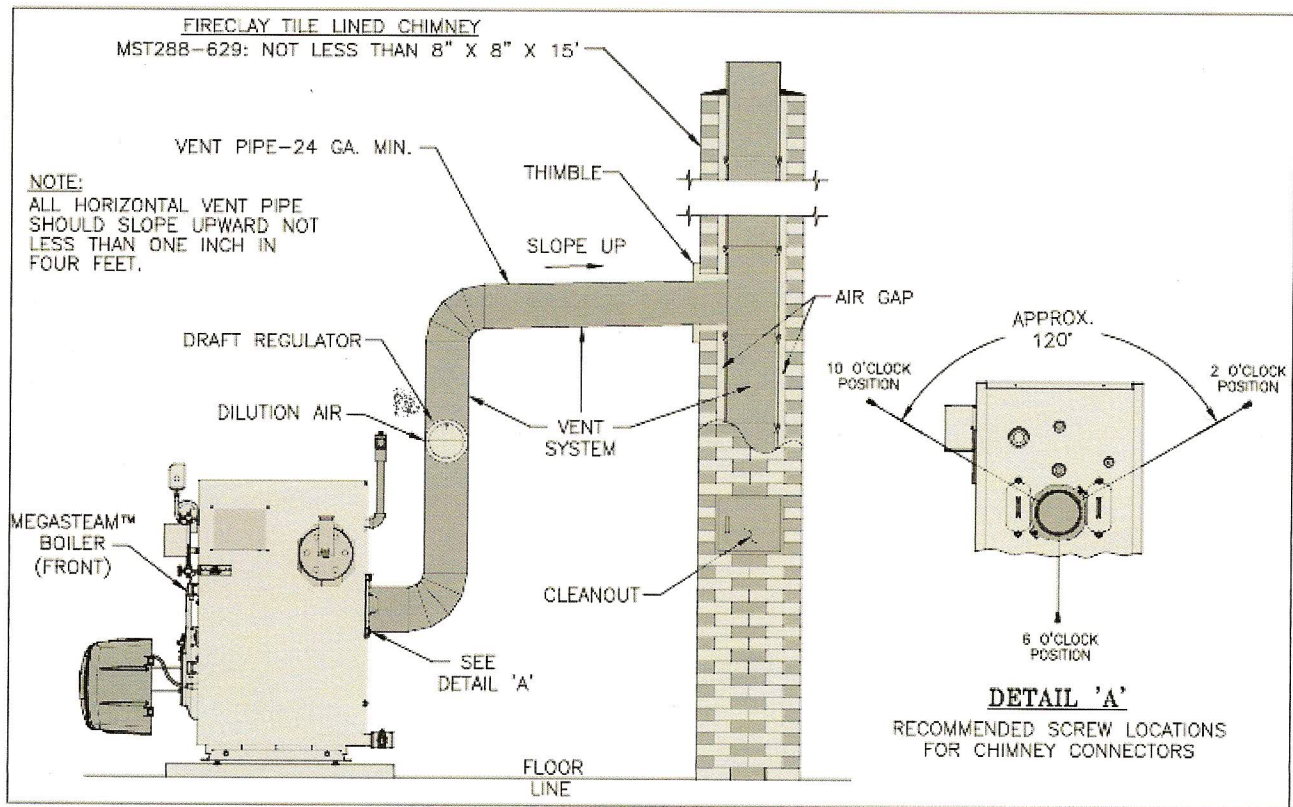 FIRECLAY TILE LINED CHIMNEY
MST288-629: NOT LESS THAN 8" X 8" X 15'
VENT PIPE-24 GA. MIN.
THIMBLE
NOTE:
ALL HORIZONTAL VENT PIPE
SHOULD SLOPE UPWARD NOT
LESS THAN ONE INCH IN
FOUR FEET.
SLOPE UP
AIR GAP
DRAFT REGULATOR
DILUTION AIR
VENT
SYSTEM
MEGASTEAM™
BOILER
(FRONT)
CLEANOUT
SEE
DETAIL 'A'
FLOOR
LINE
APPROX.
120°
10 O'CLOCK
POSITION
2 O'CLOCK
POSITION
6 O'CLOCK
POSITION
DETAIL 'A'
RECOMMENDED SCREW LOCATIONS
FOR CHIMNEY CONNECTORS